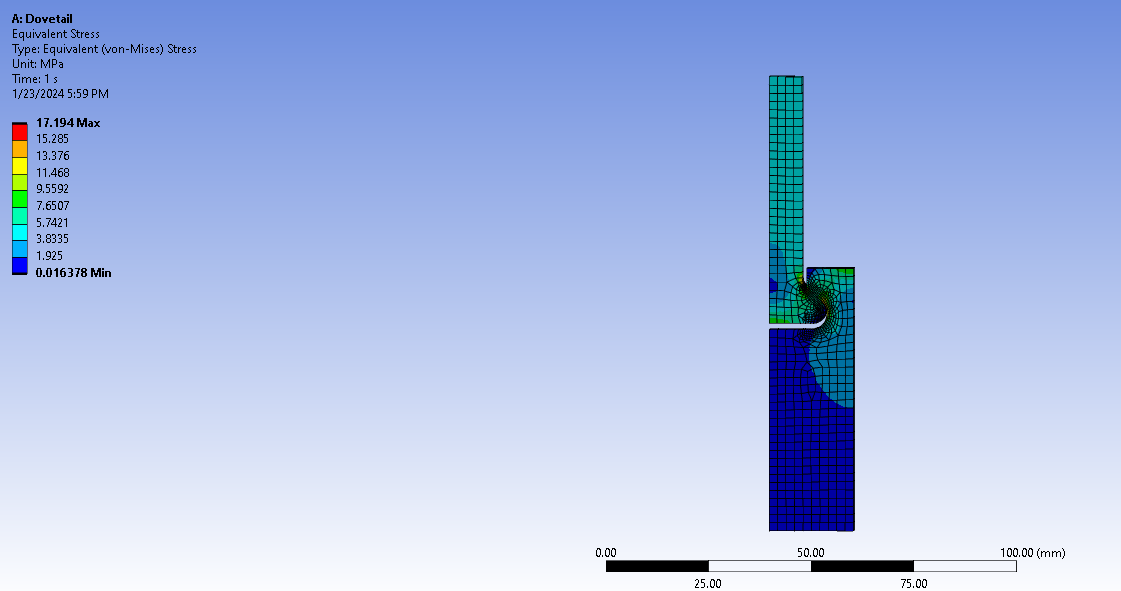 A: Dovetail
Equivalent Stress
Type: Equivalent (von-Mises) Stress
Unit: MPa
Time: 1 s
1/23/2024 5:59 PM
17.194 Max
15.285
13.376
11.468
9.5592
7.6507
5.7421
3.8335
1.925
0.016378 Min
0.00 50.00 100.00 (mm)
25.00 75.00